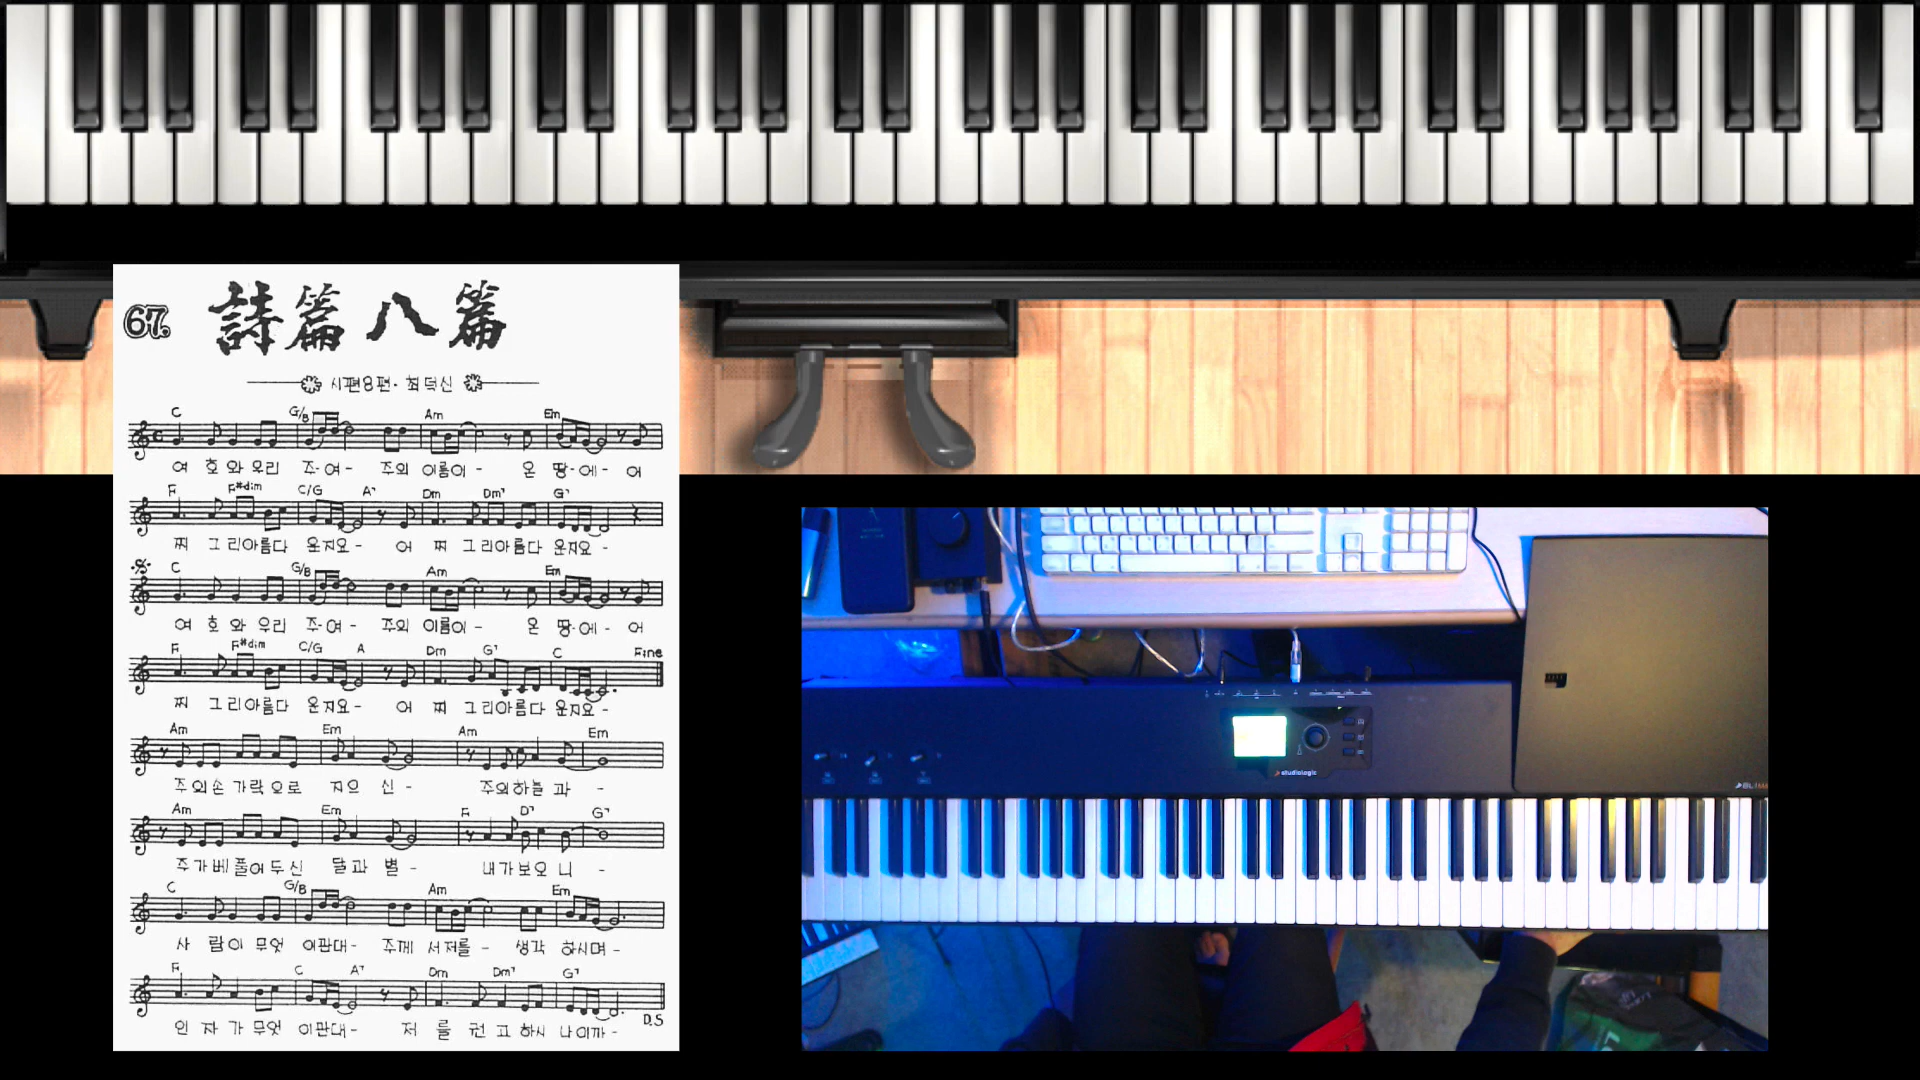 67.
詩篇八篇
시편8편·최덕신
C G/B Am Em
여 호 와 우리 주-여- 주의 이름이- 온 땅-에- 어
F F#dim C/G A7 Dm Dm7 G7
찌 그리아름다 운지요- 어 찌 그리아름다 운지요-
C G/B Am Em
여 호 와 우리 주-여- 주의 이름이- 온 땅-에- 어
F F#dim C/G A Dm G7 C Fine
찌 그리아름다 운지요- 어 찌 그리아름다 운지요-
Am Em Am Em
주의손 가락으로 지으 신- 주의하늘 과 -
Am Em F D7 G7
주가베풀어두신 달과 별- 내가보오 니 -
C G/B Am Em
사 람이 무엇 이관대- 주께 서저를- 생각 하시며-
F C A7 Dm Dm7 G7
인 자가 무엇 이관대- 저 를 권고하시 나이까-
D.S
studiologic